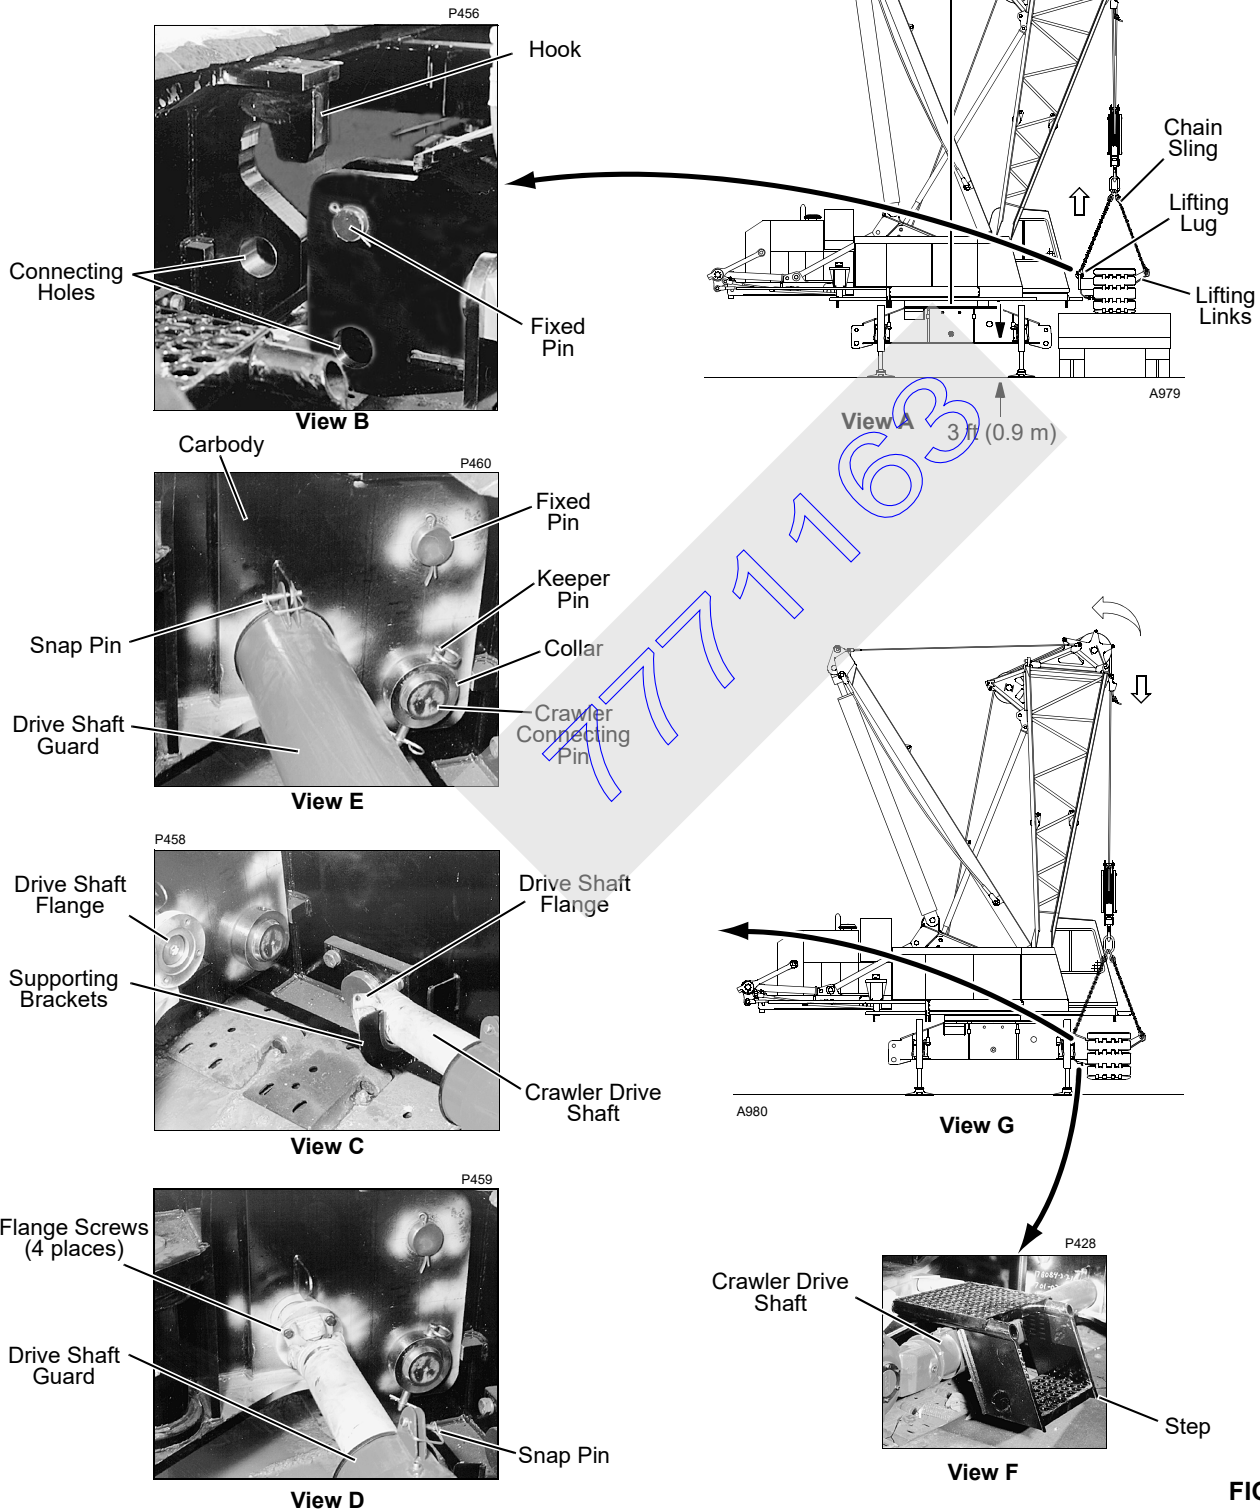 P456
Hook
Connecting
Holes
Fixed
Pin
View B
Chain
Sling
Lifting
Lug
Lifting
Links
A979
View A
3 ft (0.9 m)
Carbody
P460
Fixed
Pin
Keeper
Pin
Snap Pin
Collar
Drive Shaft
Guard
Crawler
Connecting
Pin
View E
7771163
P458
Drive Shaft
Flange
Drive Shaft
Flange
Supporting
Brackets
Crawler Drive
Shaft
View C
A980
View G
P459
Flange Screws
(4 places)
Drive Shaft
Guard
Snap Pin
View D
P428
Crawler Drive
Shaft
Step
View F
FIG